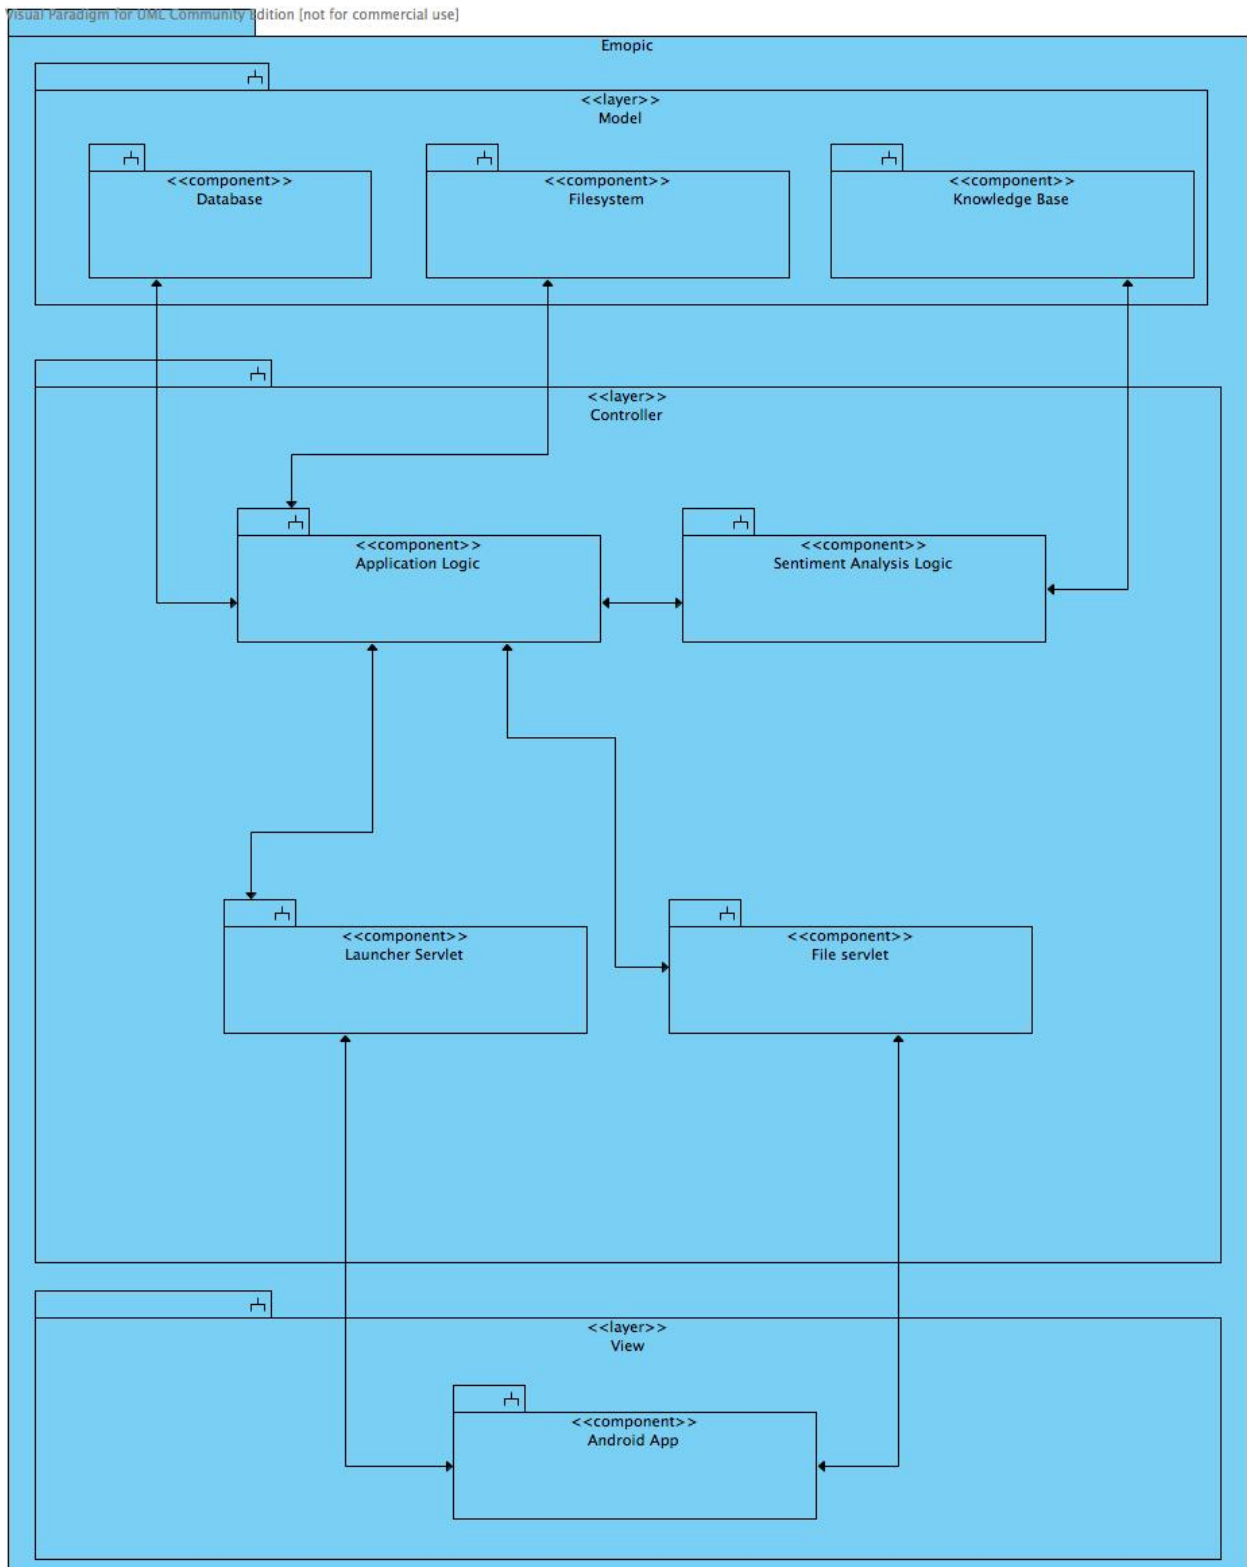 Visual Paradigm for UML Community Edition [not for commercial use]
Emopic
<<layer>>
Model
<<component>>
Database
<<component>>
Filesystem
<<component>>
Knowledge Base
<<layer>>
Controller
<<component>>
Application Logic
<<component>>
Sentiment Analysis Logic
<<component>>
Launcher Servlet
<<component>>
File servlet
<<layer>>
View
<<component>>
Android App